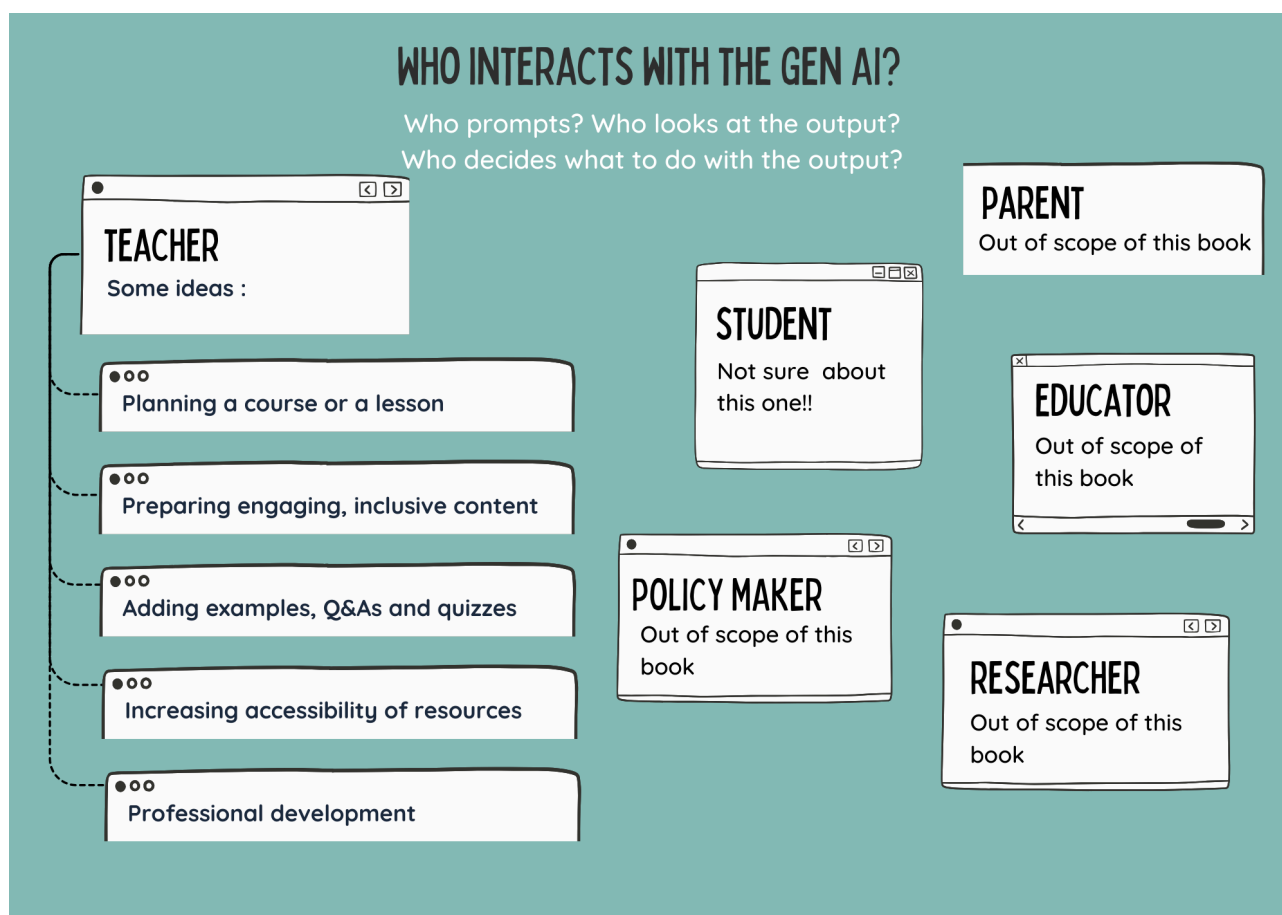 WHO INTERACTS WITH THE GEN AI?
Who prompts? Who looks at the output?
Who decides what to do with the output?
TEACHER
Some ideas :
Planning a course or a lesson
Preparing engaging, inclusive content
Adding examples, Q&As and quizzes
Increasing accessibility of resources
Professional development
STUDENT
Not sure  about
this one!!
POLICY MAKER
Out of scope of this
book
PARENT
Out of scope of this book
EDUCATOR
Out of scope of
this book
RESEARCHER
Out of scope of this
book